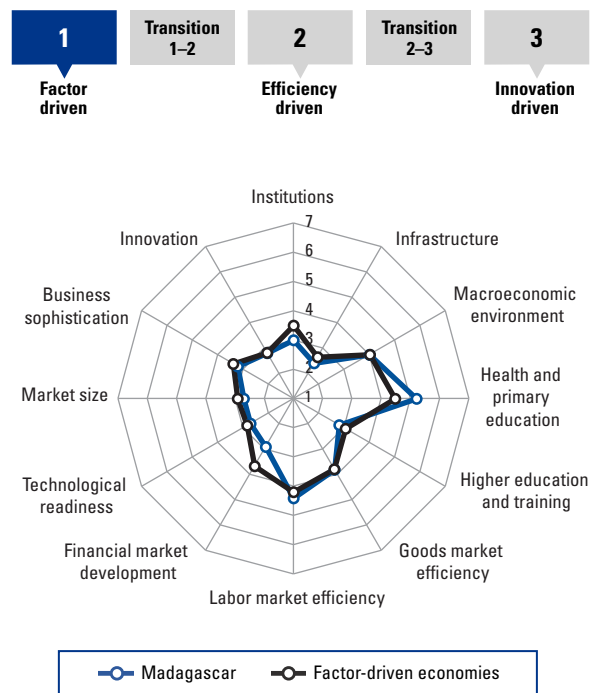 1
Transition
1–2
2
Transition
2–3
3
Factor
driven
Efficiency
driven
Innovation
driven
Institutions
Innovation
Infrastructure
Business
sophistication
Macroeconomic
environment
Market size
Health and
primary
education
Technological
readiness
Higher education
and training
Financial market
development
Goods market
efficiency
Labor market efficiency
7
6
5
4
3
2
1
Madagascar
Factor-driven economies